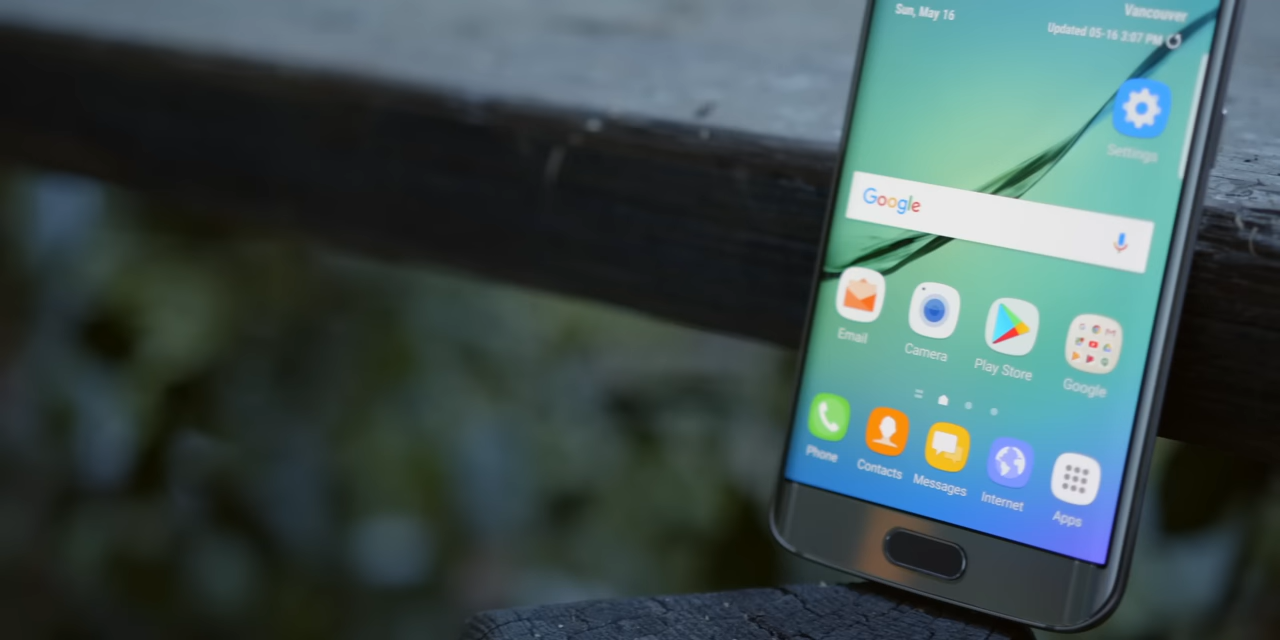 Sun, May 16
Vancouver
Updated 05-16 3:07 PM
Settings
Google
Email
Camera
Play Store
Google
Phone
Contacts
Messages
Internet
Apps